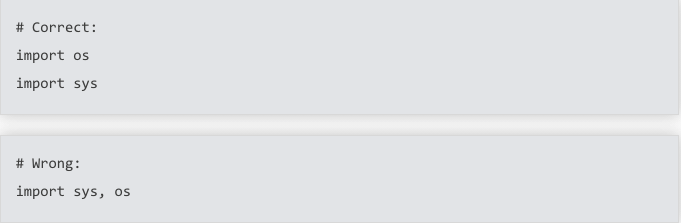 # Correct:
import os
import sys
# Wrong:
import sys, os